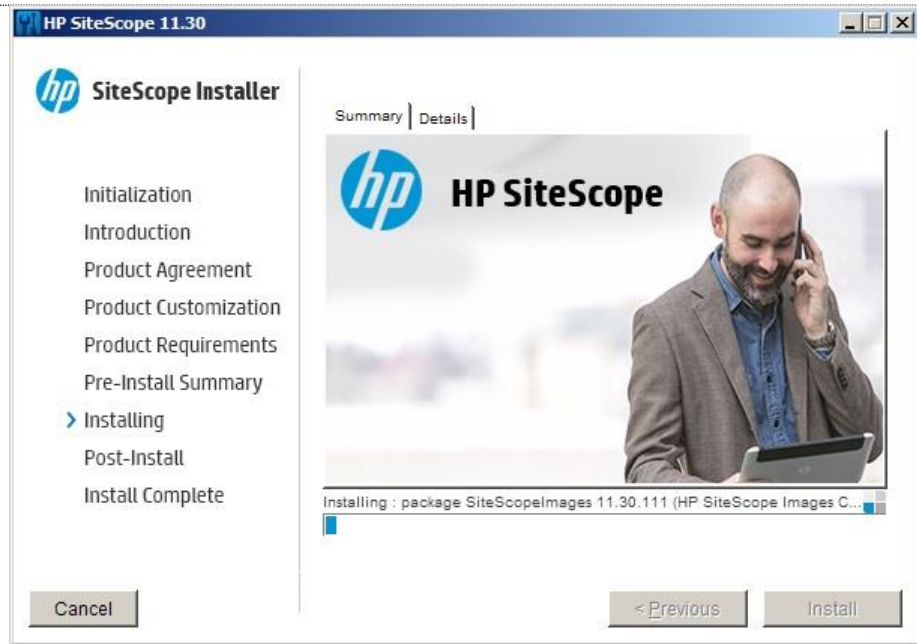 HP SiteScope 11.30
hp
SiteScope Installer
Initialization
Introduction
Product Agreement
Product Customization
Product Requirements
Pre-Install Summary
Installing
Post-Install
Install Complete
Summary
Details
hp
HP SiteScope
Installing : package SiteScopeImages 11.30.111 (HP SiteScope Images C...
Cancel
< Previous
Install